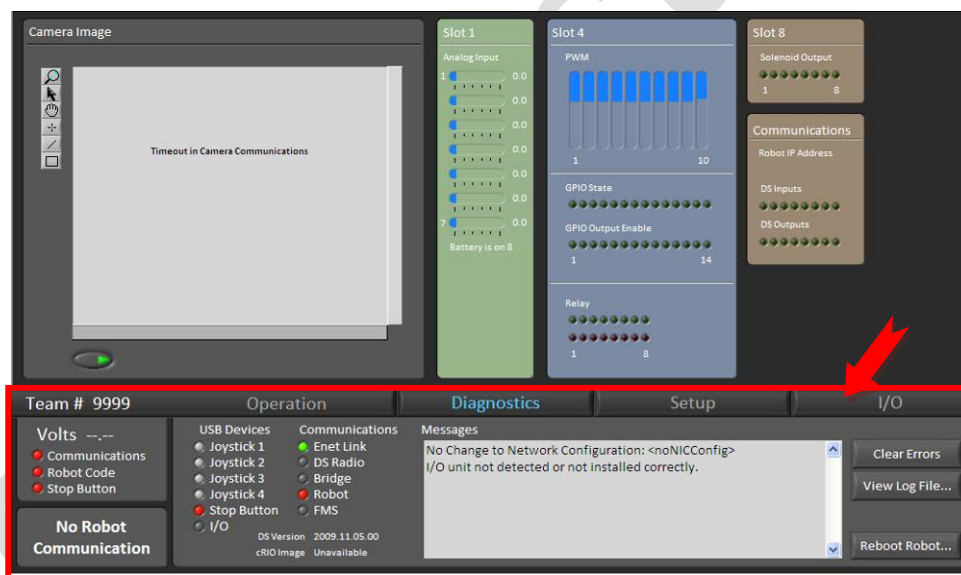 Camera Image
Timeout in Camera Communications
Slot 1
Analog Input
1 0.0
0.0
0.0
0.0
0.0
0.0
7 0.0
Battery is on 8
Slot 4
PWM
1 10
GPIO State
GPIO Output Enable
1 14
Relay
1 8
Slot 8
Solenoid Output
1 8
Communications
Robot IP Address
DS Inputs
DS Outputs
Team # 9999
Operation
Diagnostics
Setup
I/O
Volts --.--
Communications
Robot Code
Stop Button
No Robot
Communication
USB Devices
Joystick 1
Joystick 2
Joystick 3
Joystick 4
Stop Button
I/O
Communications
Enet Link
DS Radio
Bridge
Robot
FMS
DS Version 2009.11.05.00
cRIO Image Unavailable
Messages
No Change to Network Configuration: <noNICConfig>
I/O unit not detected or not installed correctly.
Clear Errors
View Log File...
Reboot Robot...